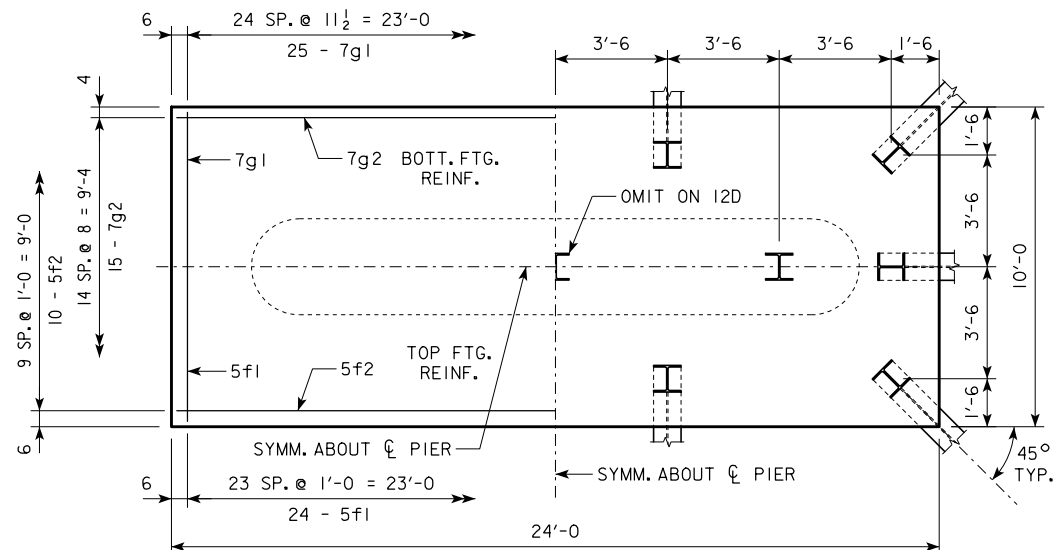 24 SP. @ 11 1/2 = 23'-0
25 - 7g1
6
3'-6
3'-6
3'-6
1'-6
4
7g1
7g2
BOTT. FTG.
REINF.
OMIT ON 12D
9 SP. @ 1'-0 = 9'-0
10 - 5f2
14 SP. @ 8 = 9'-4
15 - 7g2
1'-6
3'-6
3'-6
1'-6
10'-0
TOP FTG.
REINF.
5f1
5f2
6
SYMM. ABOUT ℄ PIER
SYMM. ABOUT ℄ PIER
45°
TYP.
6
23 SP. @ 1'-0 = 23'-0
24 - 5f1
24'-0